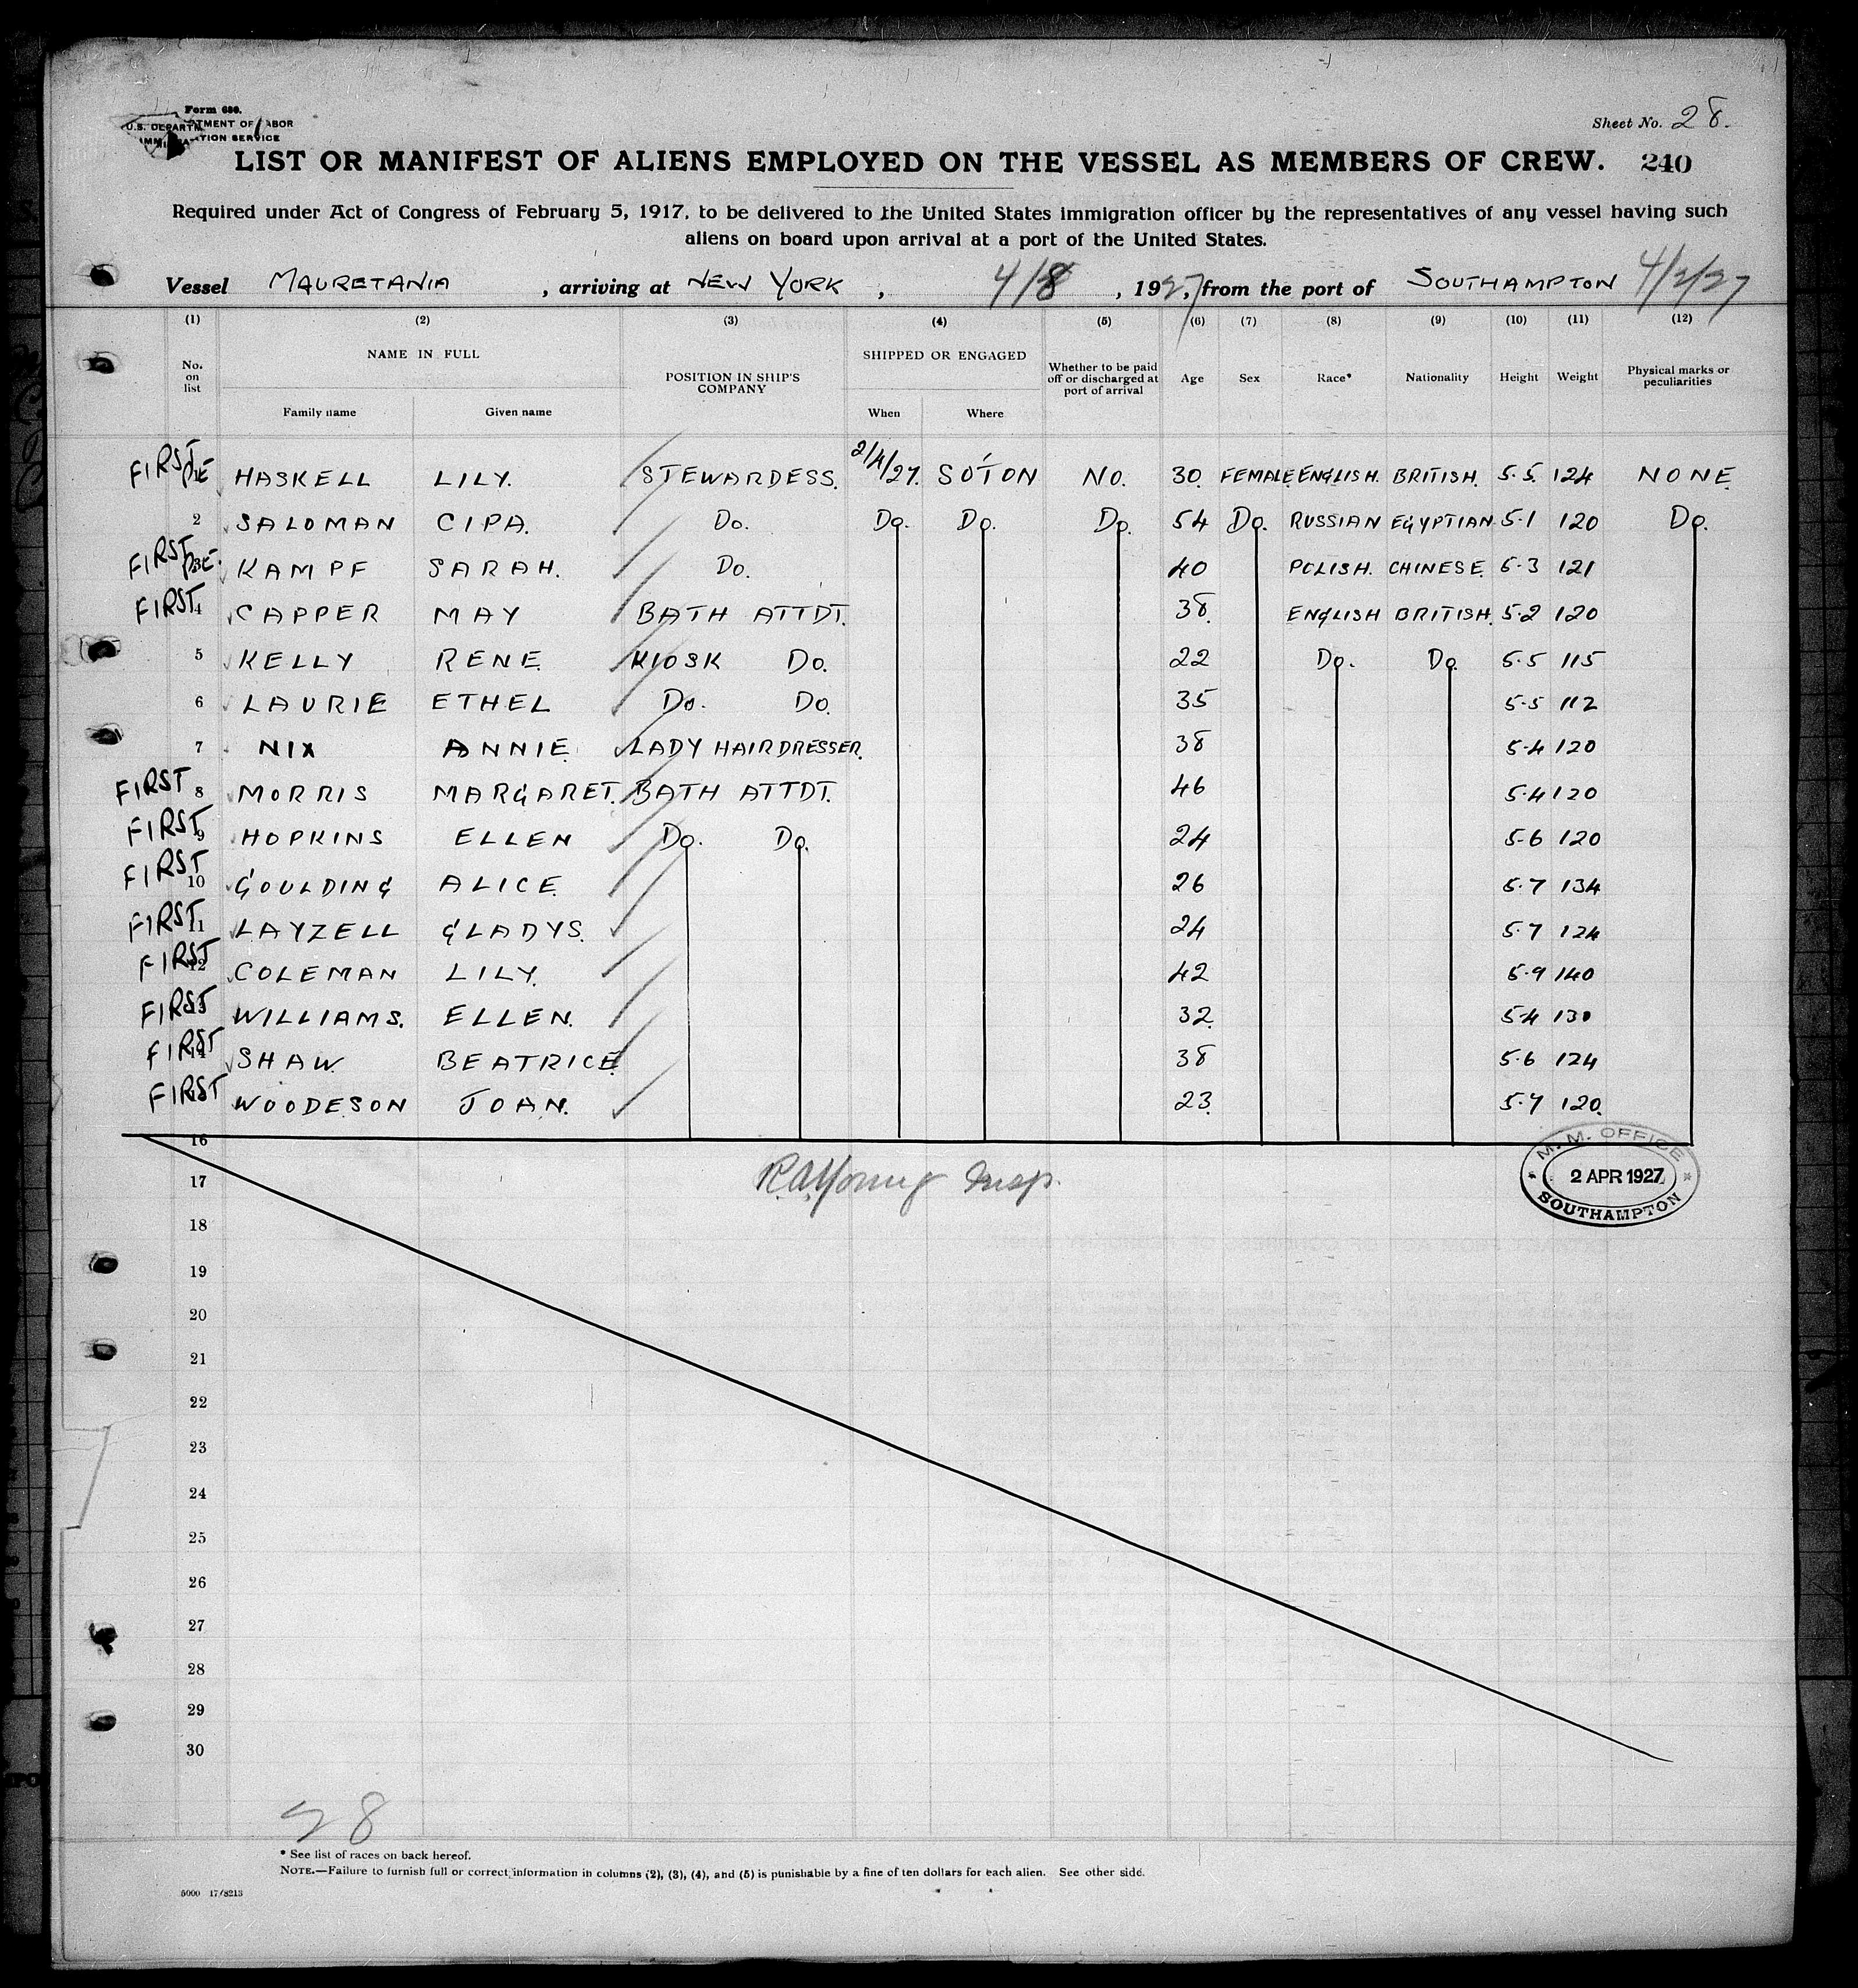 Form 680.
U.S. DEPARTMENT OF LABOR
IMMIGRATION SERVICE
Sheet No. 28.
LIST OR MANIFEST OF ALIENS EMPLOYED ON THE VESSEL AS MEMBERS OF CREW. 240
Required under Act of Congress of February 5, 1917, to be delivered to the United States immigration officer by the representatives of any vessel having such
aliens on board upon arrival at a port of the United States.
Vessel MAURETANIA, arriving at NEW YORK, 4/8, 1927, from the port of SOUTHAMPTON 4/2/27
(1) (2) (3) (4) (5) (6) (7) (8) (9) (10) (11) (12)
No. on list NAME IN FULL POSITION IN SHIP'S COMPANY SHIPPED OR ENGAGED Whether to be paid off or discharged at port of arrival Age Sex Race* Nationality Height Weight Physical marks or peculiarities
Family name Given name When Where
FIRST HASKELL LILY. STEWARDESS. 2/4/27. SO'TON NO. 30. FEMALE ENGLISH. BRITISH. 5.5. 124 NONE
2 SALOMAN CIPA. Do. Do. Do. Do. 54 Do. RUSSIAN EGYPTIAN. 5.1 120 Do.
FIRST KAMPF SARAH. Do. 40 POLISH. CHINESE. 5.3 121
FIRST 4 CAPPER MAY BATH ATTDT. 38. ENGLISH BRITISH. 5.2 120
5 KELLY RENE. KIOSK Do. 22 Do. Do. 5.5 115
6 LAURIE ETHEL Do. Do. 35 5.5 112
7 NIX ANNIE. LADY HAIRDRESSER. 38 5.4 120
FIRST 8 MORRIS MARGARET. BATH ATTDT. 46 5.4 120
FIRST 9 HOPKINS ELLEN Do. Do. 24 5.6 120
FIRST 10 GOULDING ALICE. 26 5.7 134
FIRST 11 LAYZELL GLADYS. 24 5.7 124
FIRST 12 COLEMAN LILY. 42 5.9 140
FIRST 13 WILLIAMS. ELLEN. 32. 5.4 130
FIRST 14 SHAW. BEATRICE 38 5.6 124
FIRST WOODESON JOAN. 23. 5.7 120.
16
17 R.A. Young Insp.
M. M. OFFICE
2 APR 1927
SOUTHAMPTON
18
19
20
21
22
23
24
25
26
27
28
29
30
28
* See list of races on back hereof.
NOTE.—Failure to furnish full or correct information in columns (2), (3), (4), and (5) is punishable by a fine of ten dollars for each alien. See other side.
5000 17/8213